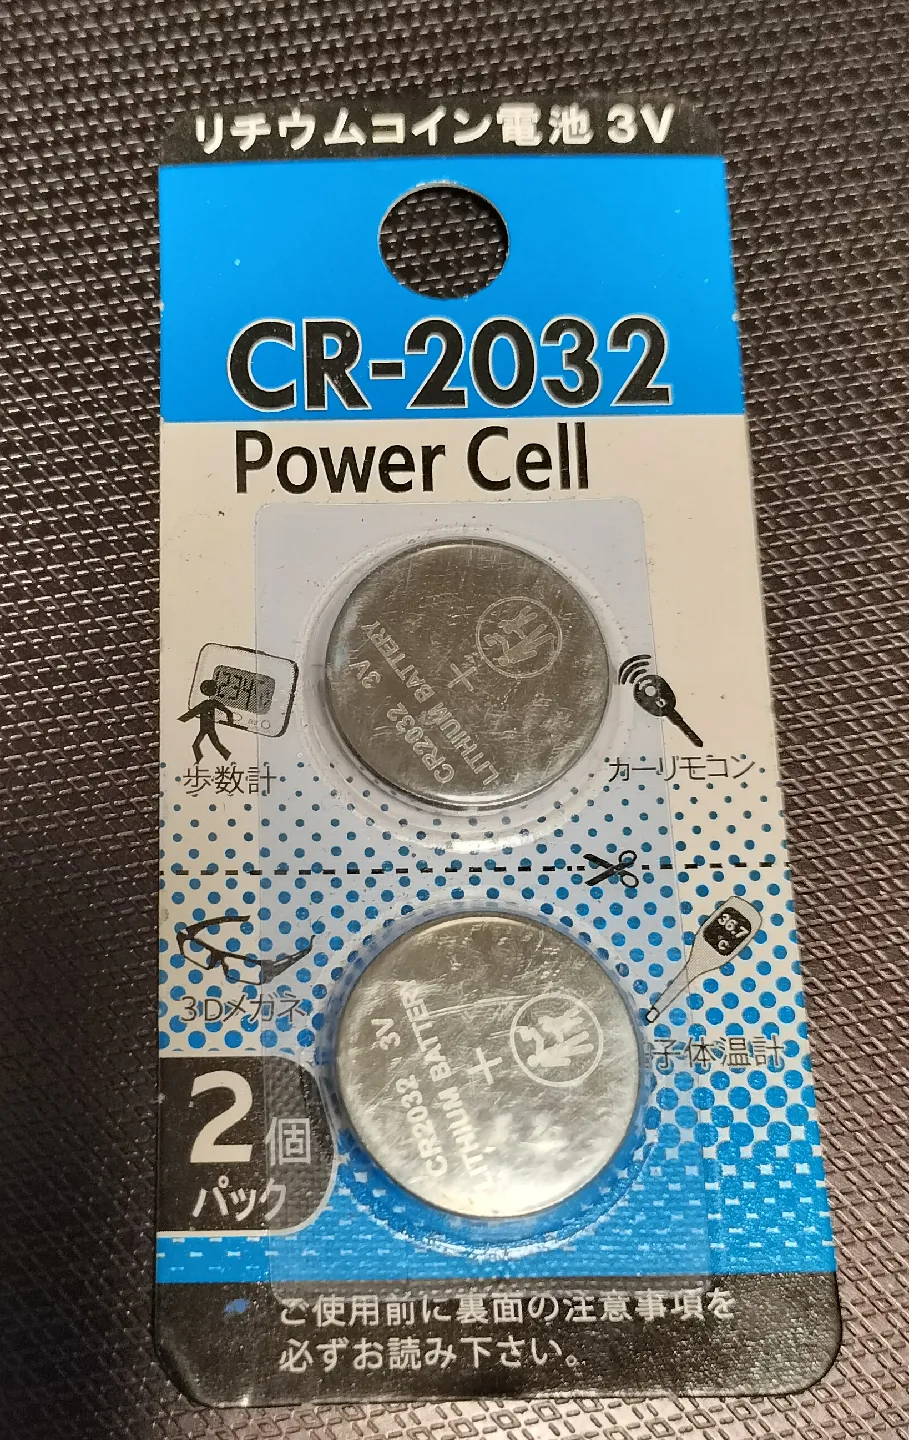 リチウムコイン電池 3V
CR-2032
Power Cell
3V
CR2032
LITHIUM BATTERY
+
1234
歩数計
カーリモコン
3V
CR2032
LITHIUM BATTERY
+
36.7
℃
3Dメガネ
子体温計
2個
パック
ご使用前に裏面の注意事項を
必ずお読み下さい。